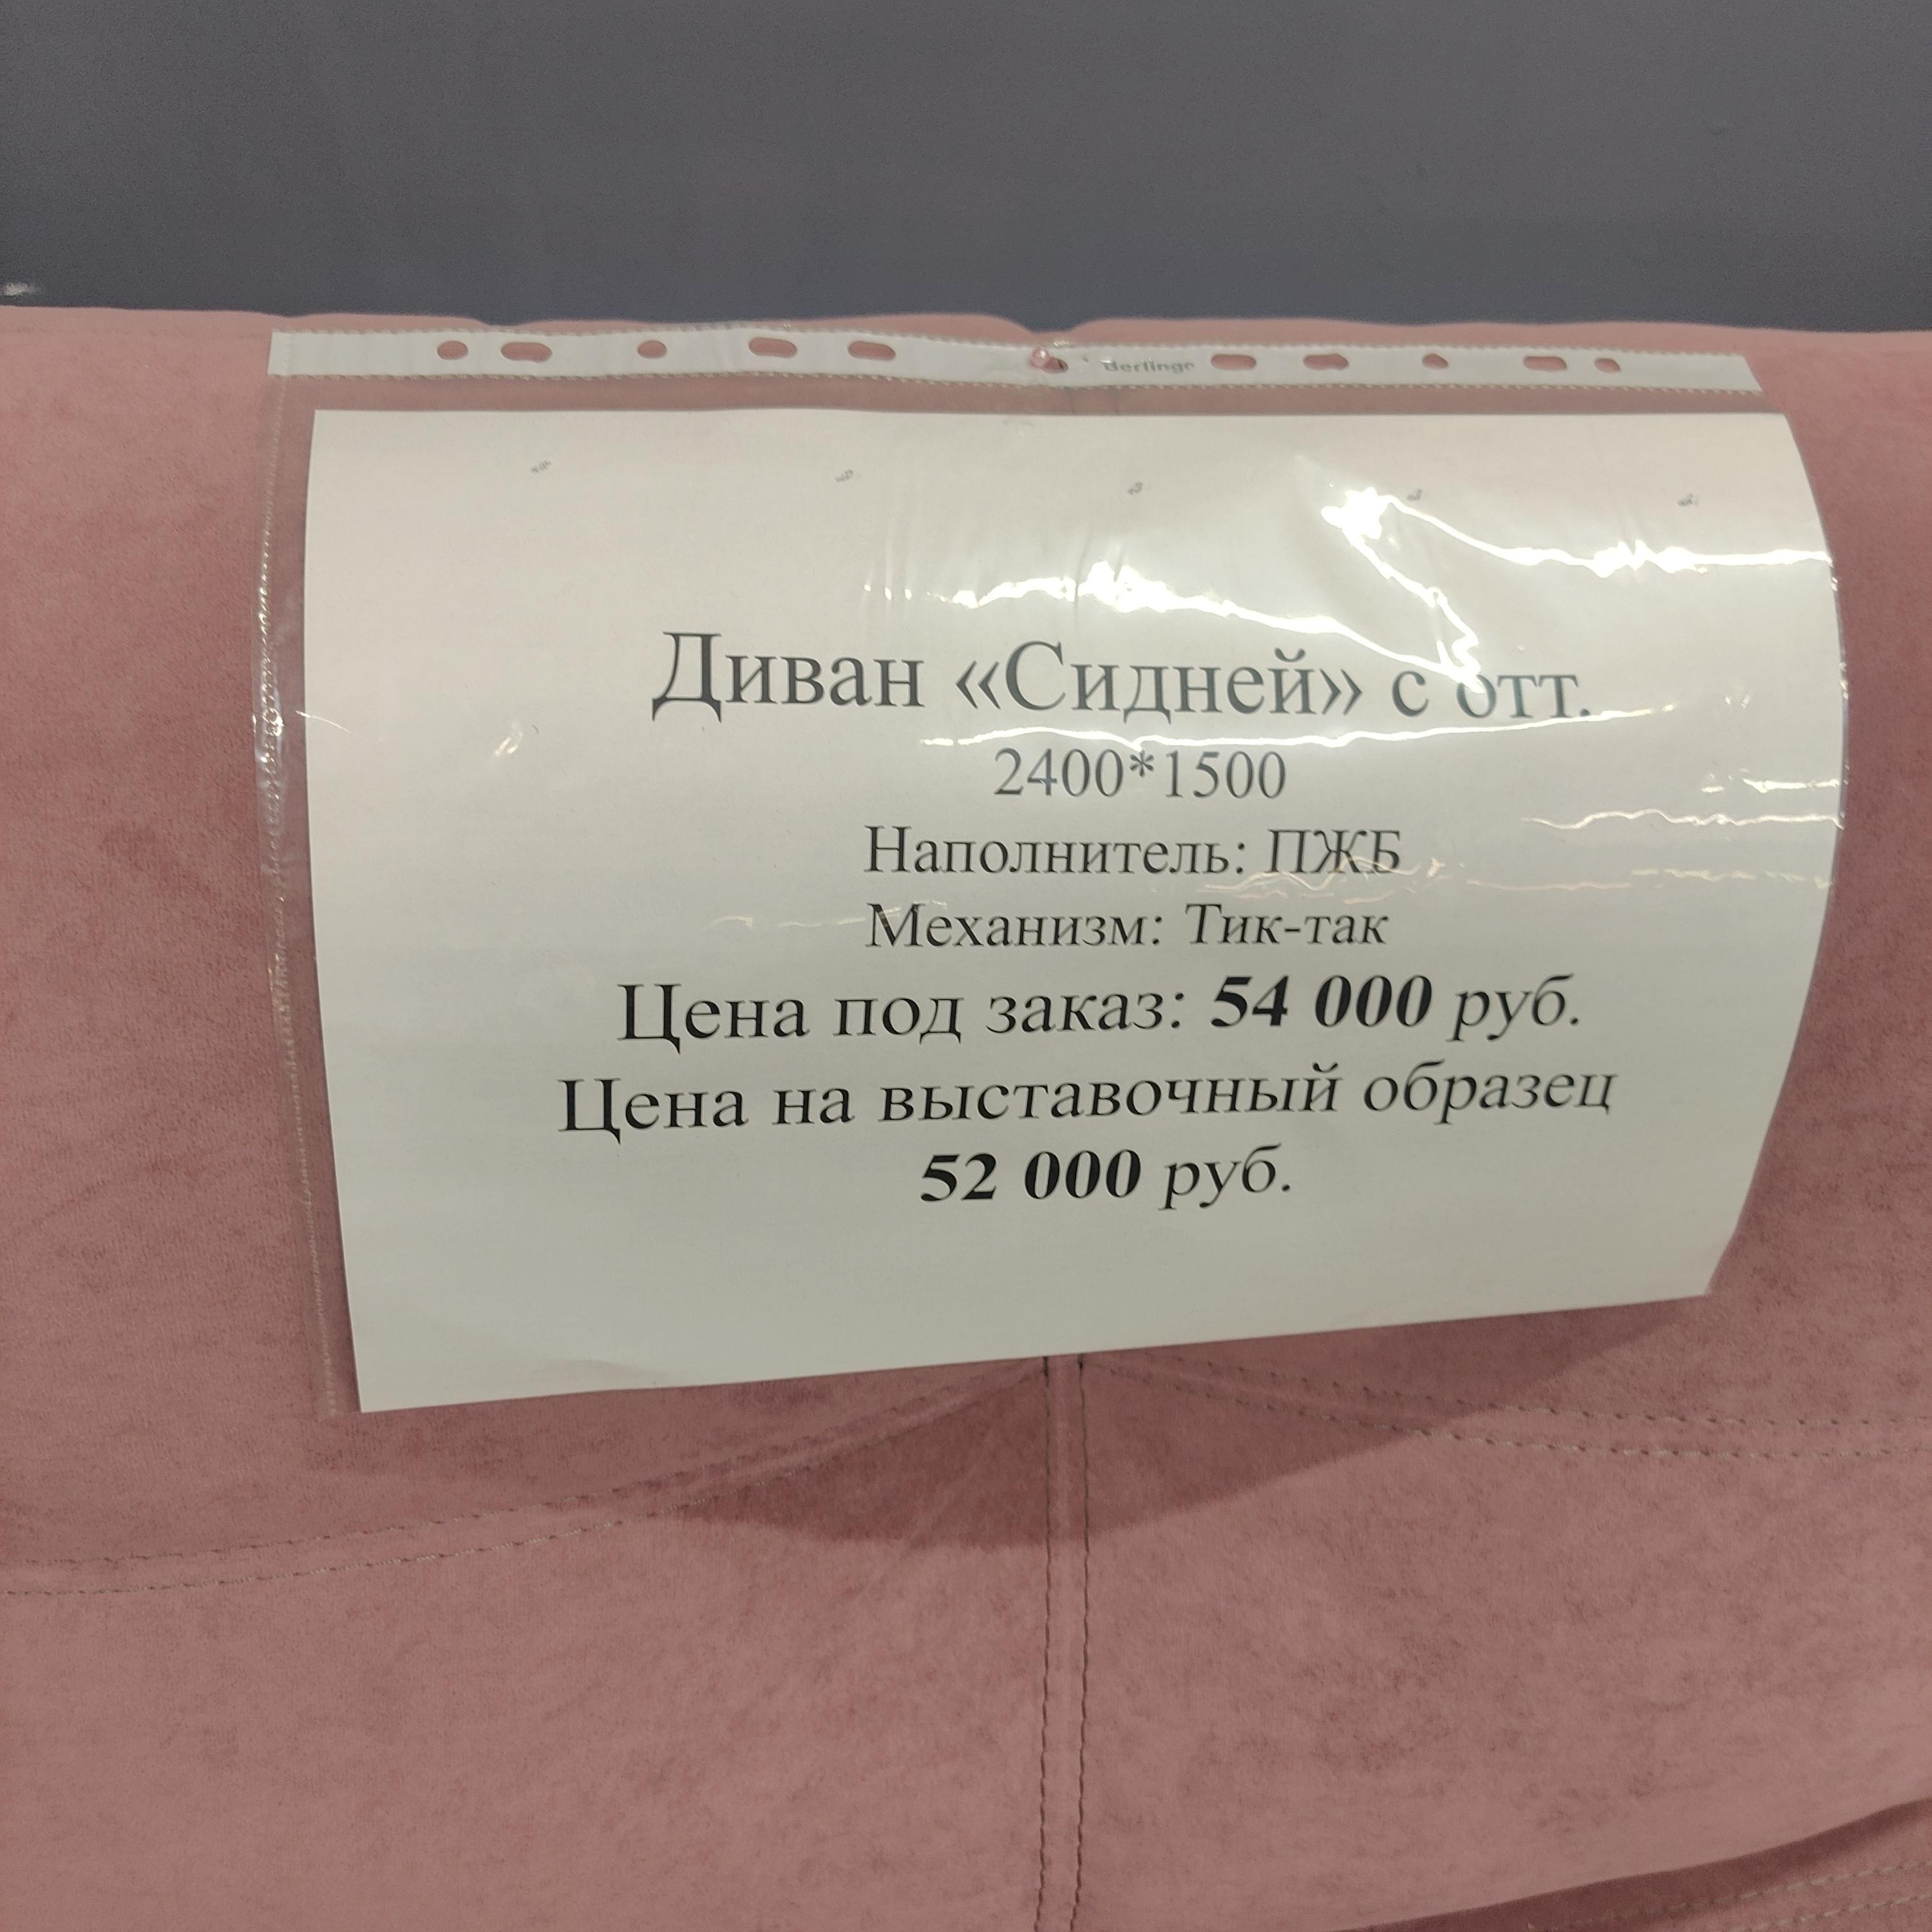 Berlingo
Диван «Сидней» с отт.
2400*1500
Наполнитель: ПЖБ
Механизм: Тик-так
Цена под заказ: 54 000 руб.
Цена на выставочный образец
52 000 руб.